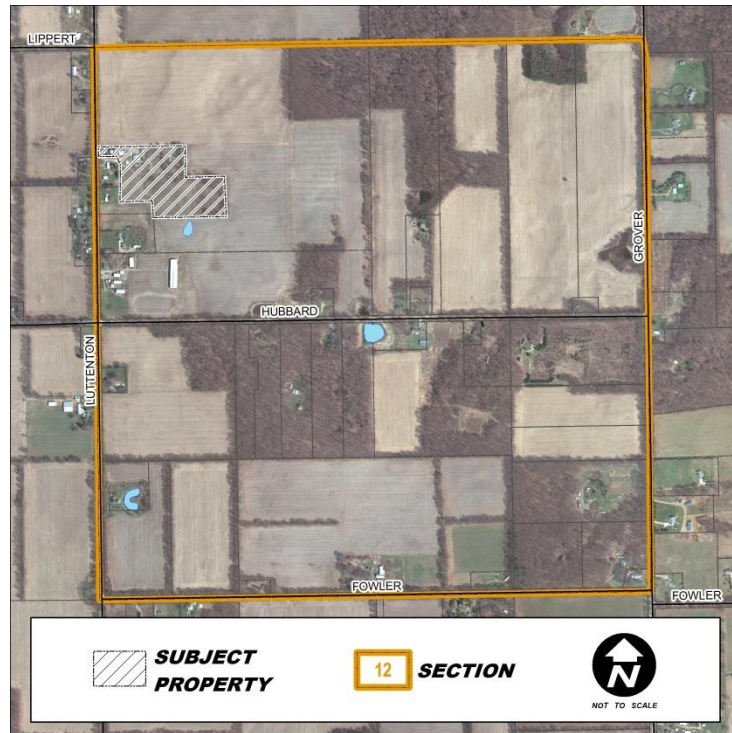 LIPPERT
GROVER
HUBBARD
LUTTENTON
FOWLER
FOWLER
SUBJECT
PROPERTY
12
SECTION
N
NOT TO SCALE